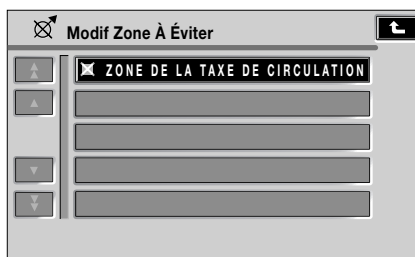 Modif Zone À Éviter
ZONE DE LA TAXE DE CIRCULATION